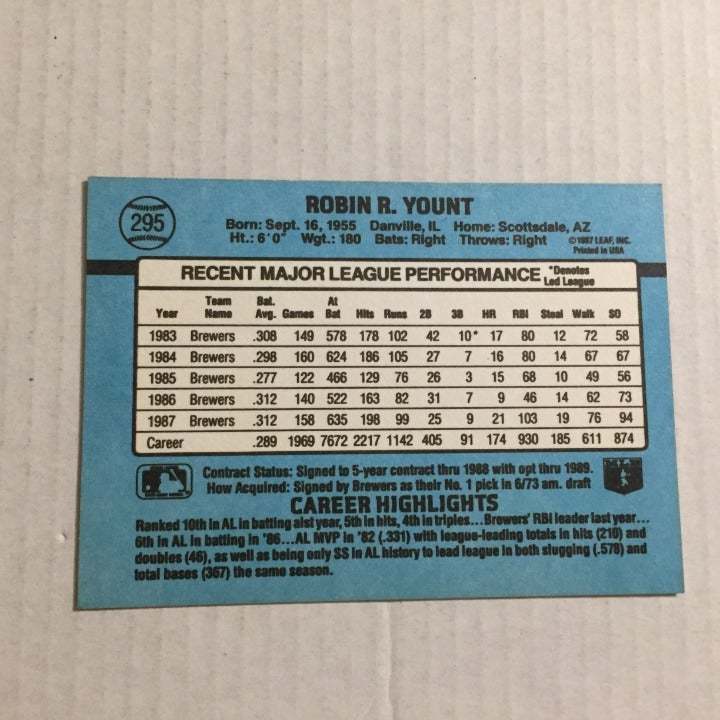 295
ROBIN R. YOUNT
Born: Sept. 16, 1955 Danville, IL Home: Scottsdale, AZ
Ht.: 6'0" Wgt.: 180 Bats: Right Throws: Right
©1987 LEAF, INC.
Printed in USA
RECENT MAJOR LEAGUE PERFORMANCE *Denotes Led League
Year Team Name Bat. Avg. Games At Bat Hits Runs 2B 3B HR RBI Steal Walk SO
1983 Brewers .308 149 578 178 102 42 10* 17 80 12 72 58
1984 Brewers .298 160 624 186 105 27 7 16 80 14 67 67
1985 Brewers .277 122 466 129 76 26 3 15 68 10 49 56
1986 Brewers .312 140 522 163 82 31 7 9 46 14 62 73
1987 Brewers .312 158 635 198 99 25 9 21 103 19 76 94
Career .289 1969 7672 2217 1142 405 91 174 930 185 611 874
Contract Status: Signed to 5-year contract thru 1988 with opt thru 1989.
How Acquired: Signed by Brewers as their No. 1 pick in 6/73 am. draft
CAREER HIGHLIGHTS
Ranked 10th in AL in batting alst year, 5th in hits, 4th in triples...Brewers' RBI leader last year...
6th in AL in batting in '86...AL MVP in '82 (.331) with league-leading totals in hits (210) and
doubles (46), as well as being only SS in AL history to lead league in both slugging (.578) and
total bases (367) the same season.